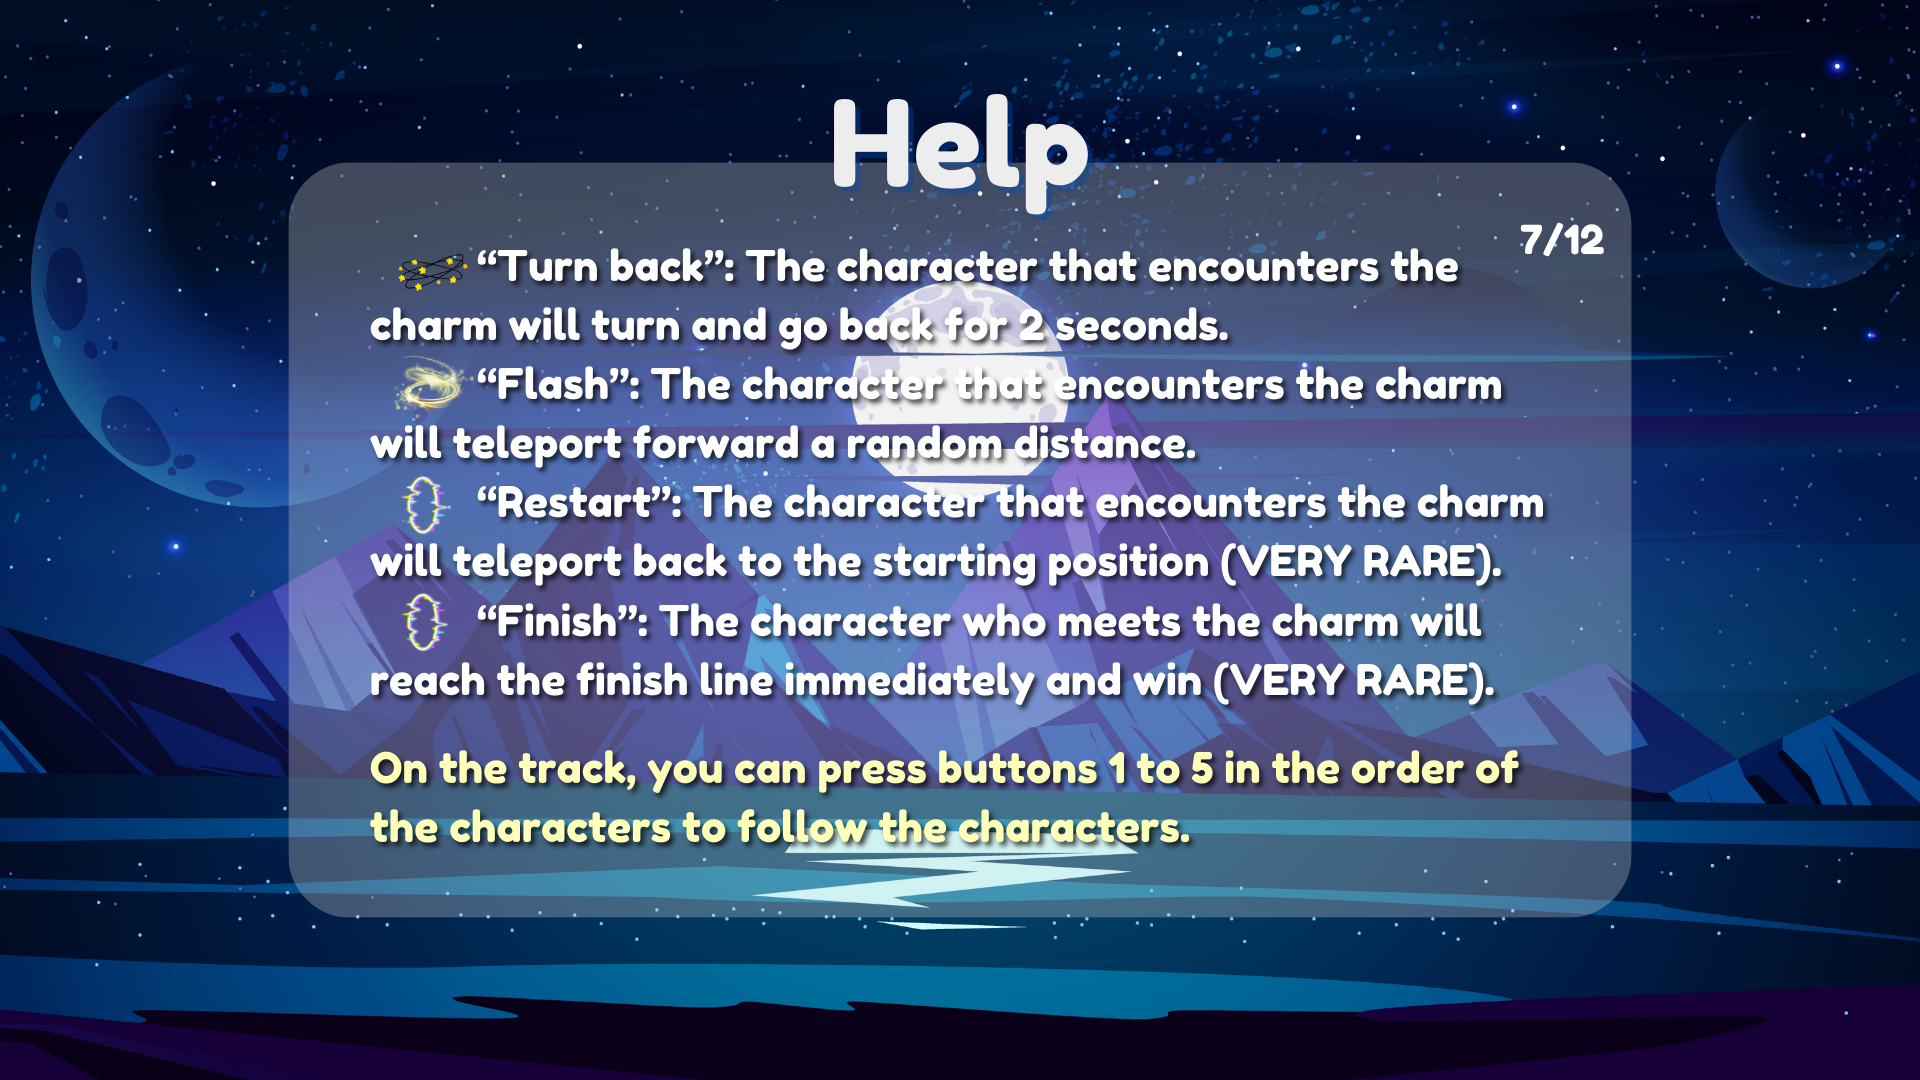 Help
7/12
“Turn back”: The character that encounters the
charm will turn and go back for 2 seconds.
“Flash”: The character that encounters the charm
will teleport forward a random distance.
“Restart”: The character that encounters the charm
will teleport back to the starting position (VERY RARE).
“Finish”: The character who meets the charm will
reach the finish line immediately and win (VERY RARE).
On the track, you can press buttons 1 to 5 in the order of
the characters to follow the characters.